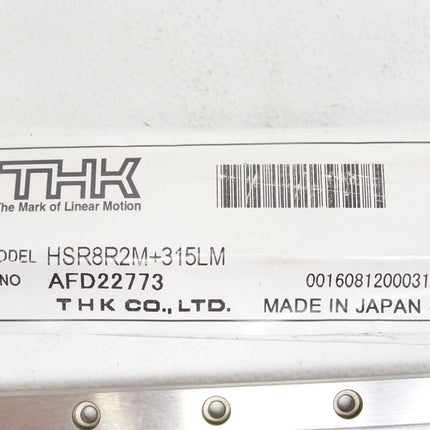 THK
The Mark of Linear Motion
MODEL HSR8R2M+315LM
NO AFD22773
0016081200031
THK CO., LTD. MADE IN JAPAN